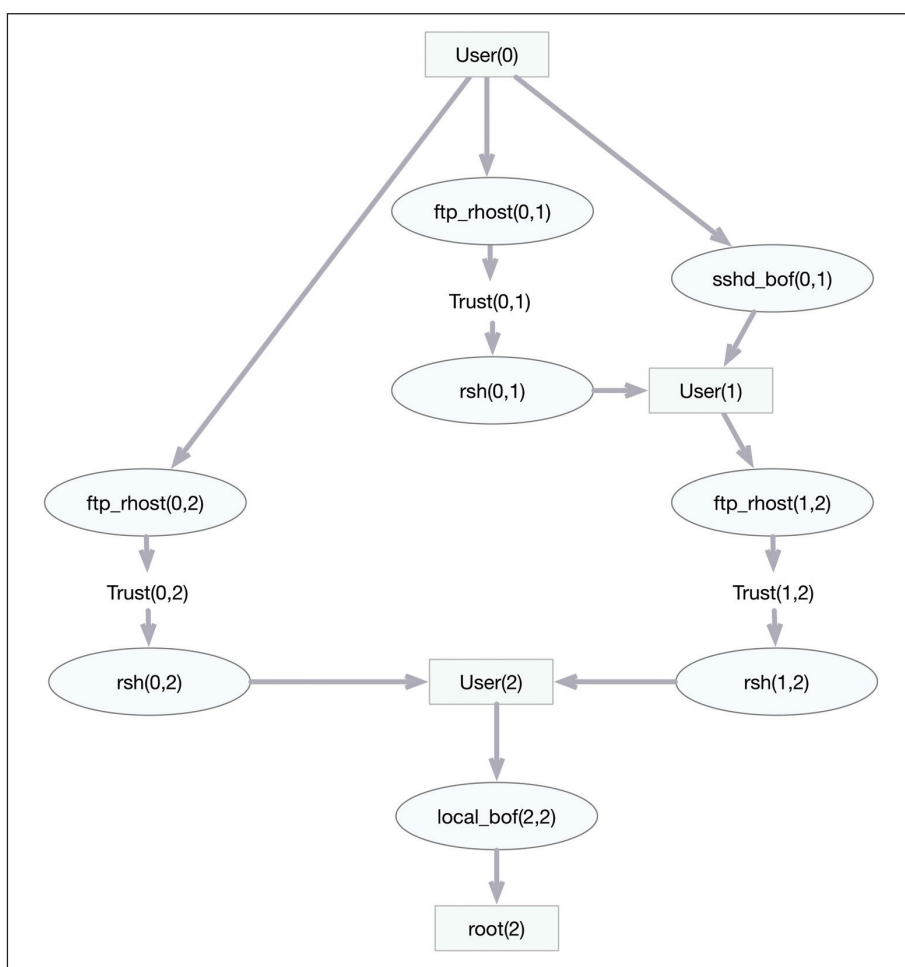 User(0)
ftp_rhost(0,1)
sshd_bof(0,1)
Trust(0,1)
rsh(0,1)
User(1)
ftp_rhost(0,2)
ftp_rhost(1,2)
Trust(0,2)
Trust(1,2)
rsh(0,2)
User(2)
rsh(1,2)
local_bof(2,2)
root(2)